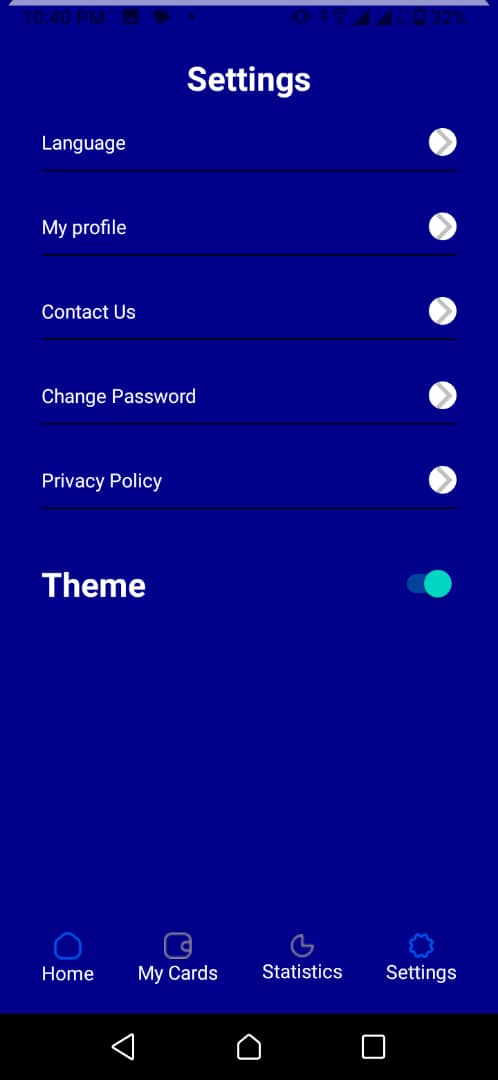 10:40 PM
32%
Settings
Language
My profile
Contact Us
Change Password
Privacy Policy
Theme
Home
My Cards
Statistics
Settings